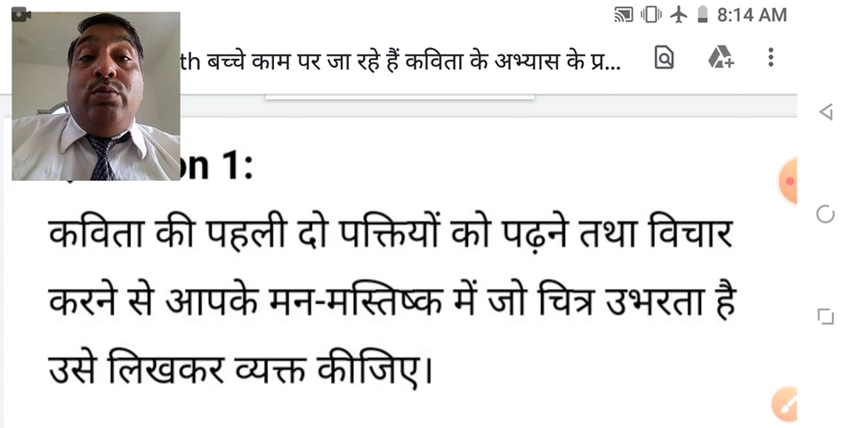 8:14 AM
th बच्चे काम पर जा रहे हैं कविता के अभ्यास के प्र...
on 1:
कविता की पहली दो पक्तियों को पढ़ने तथा विचार
करने से आपके मन-मस्तिष्क में जो चित्र उभरता है
उसे लिखकर व्यक्त कीजिए।